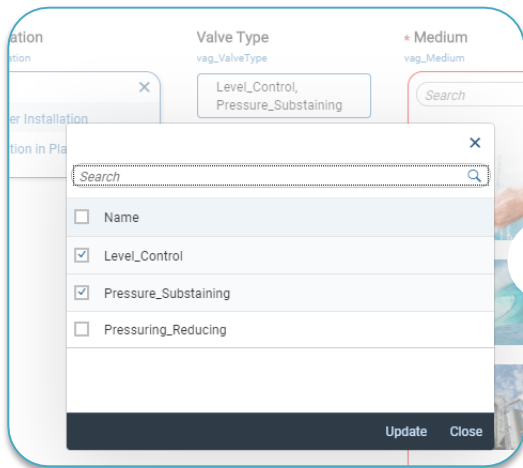 ation
Valve Type
* Medium
ation
vag_ValveType
vag_Medium
Level_Control,
Pressure_Substaining
Search
er Installation
tion in Pla
Search
Name
Level_Control
Pressure_Substaining
Pressuring_Reducing
Update
Close